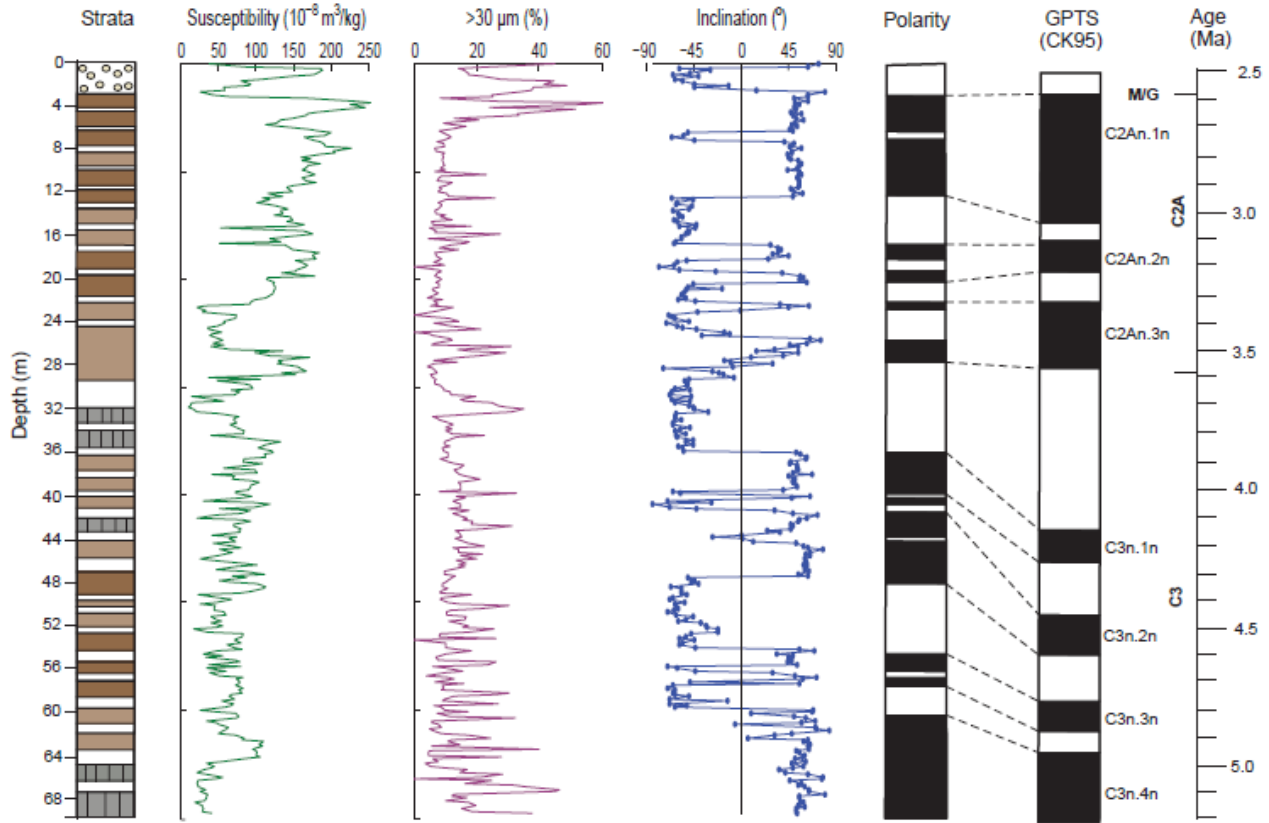 Strata
Susceptibility (10⁻⁸ m³/kg)
>30 µm (%)
Inclination (⁰)
Polarity
GPTS
(CK95)
Age
(Ma)
0 50 100 150 200 250
0 20 40 60
−90 −45 0 45 90
Depth (m)
0
4
8
12
16
20
24
28
32
36
40
44
48
52
56
60
64
68
M/G
C2An.1n
C2An.2n
C2An.3n
C3n.1n
C3n.2n
C3n.3n
C3n.4n
C2A
C3
2.5
3.0
3.5
4.0
4.5
5.0